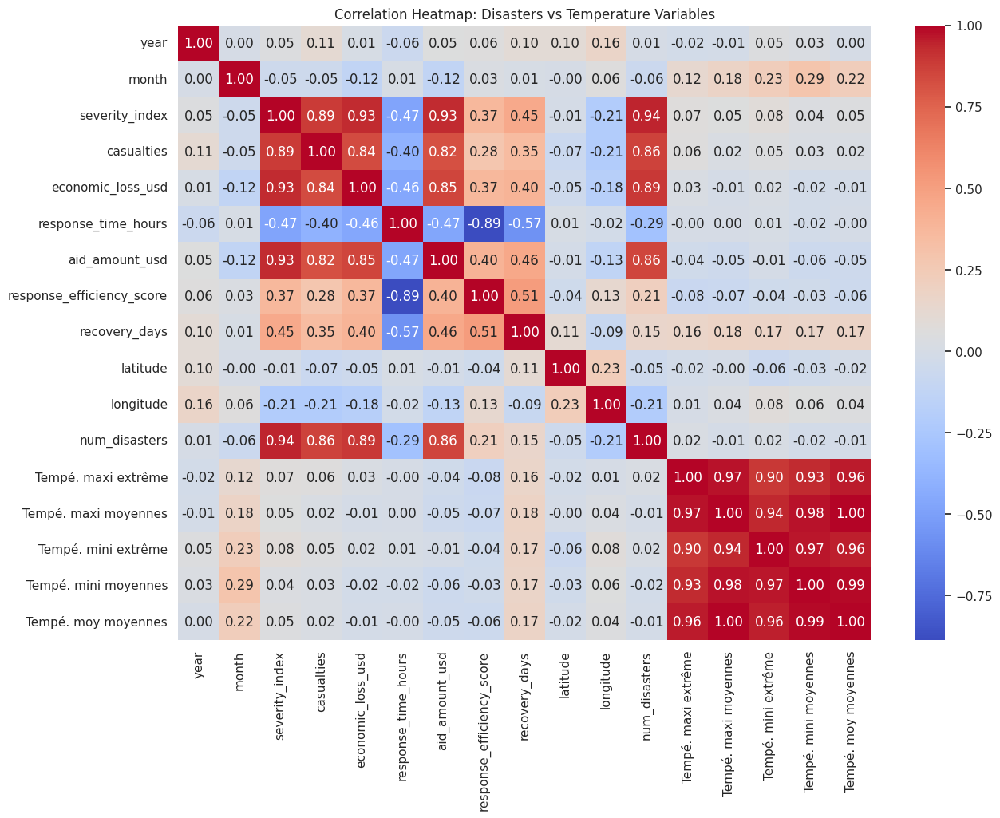 Correlation Heatmap: Disasters vs Temperature Variables
year 1.00 0.00 0.05 0.11 0.01 -0.06 0.05 0.06 0.10 0.10 0.16 0.01 -0.02 -0.01 0.05 0.03 0.00
month 0.00 1.00 -0.05 -0.05 -0.12 0.01 -0.12 0.03 0.01 -0.00 0.06 -0.06 0.12 0.18 0.23 0.29 0.22
severity_index 0.05 -0.05 1.00 0.89 0.93 -0.47 0.93 0.37 0.45 -0.01 -0.21 0.94 0.07 0.05 0.08 0.04 0.05
casualties 0.11 -0.05 0.89 1.00 0.84 -0.40 0.82 0.28 0.35 -0.07 -0.21 0.86 0.06 0.02 0.05 0.03 0.02
economic_loss_usd 0.01 -0.12 0.93 0.84 1.00 -0.46 0.85 0.37 0.40 -0.05 -0.18 0.89 0.03 -0.01 0.02 -0.02 -0.01
response_time_hours -0.06 0.01 -0.47 -0.40 -0.46 1.00 -0.47 -0.89 -0.57 0.01 -0.02 -0.29 -0.00 0.00 0.01 -0.02 -0.00
aid_amount_usd 0.05 -0.12 0.93 0.82 0.85 -0.47 1.00 0.40 0.46 -0.01 -0.13 0.86 -0.04 -0.05 -0.01 -0.06 -0.05
response_efficiency_score 0.06 0.03 0.37 0.28 0.37 -0.89 0.40 1.00 0.51 -0.04 0.13 0.21 -0.08 -0.07 -0.04 -0.03 -0.06
recovery_days 0.10 0.01 0.45 0.35 0.40 -0.57 0.46 0.51 1.00 0.11 -0.09 0.15 0.16 0.18 0.17 0.17 0.17
latitude 0.10 -0.00 -0.01 -0.07 -0.05 0.01 -0.01 -0.04 0.11 1.00 0.23 -0.05 -0.02 -0.00 -0.06 -0.03 -0.02
longitude 0.16 0.06 -0.21 -0.21 -0.18 -0.02 -0.13 0.13 -0.09 0.23 1.00 -0.21 0.01 0.04 0.08 0.06 0.04
num_disasters 0.01 -0.06 0.94 0.86 0.89 -0.29 0.86 0.21 0.15 -0.05 -0.21 1.00 0.02 -0.01 0.02 -0.02 -0.01
Tempé. maxi extrême -0.02 0.12 0.07 0.06 0.03 -0.00 -0.04 -0.08 0.16 -0.02 0.01 0.02 1.00 0.97 0.90 0.93 0.96
Tempé. maxi moyennes -0.01 0.18 0.05 0.02 -0.01 0.00 -0.05 -0.07 0.18 -0.00 0.04 -0.01 0.97 1.00 0.94 0.98 1.00
Tempé. mini extrême 0.05 0.23 0.08 0.05 0.02 0.01 -0.01 -0.04 0.17 -0.06 0.08 0.02 0.90 0.94 1.00 0.97 0.96
Tempé. mini moyennes 0.03 0.29 0.04 0.03 -0.02 -0.02 -0.06 -0.03 0.17 -0.03 0.06 -0.02 0.93 0.98 0.97 1.00 0.99
Tempé. moy moyennes 0.00 0.22 0.05 0.02 -0.01 -0.00 -0.05 -0.06 0.17 -0.02 0.04 -0.01 0.96 1.00 0.96 0.99 1.00
year
month
severity_index
casualties
economic_loss_usd
response_time_hours
aid_amount_usd
response_efficiency_score
recovery_days
latitude
longitude
num_disasters
Tempé. maxi extrême
Tempé. maxi moyennes
Tempé. mini extrême
Tempé. mini moyennes
Tempé. moy moyennes
1.00
0.75
0.50
0.25
0.00
−0.25
−0.50
−0.75